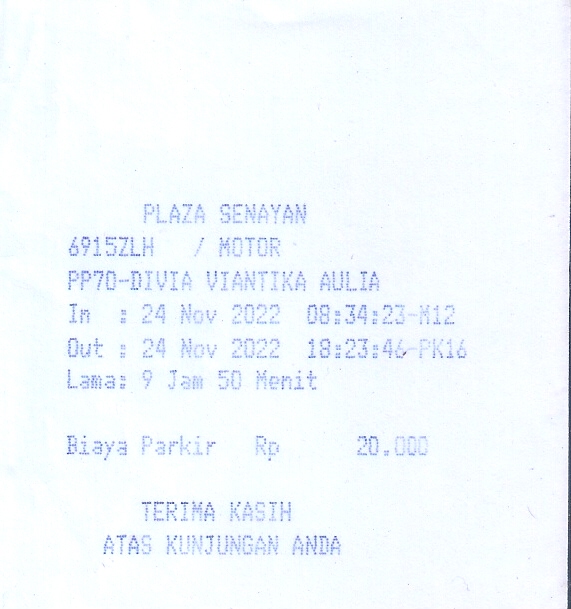 PLAZA SENAYAN
6915ZLH / MOTOR
PP70-DIVIA VIANTIKA AULIA
In : 24 Nov 2022 08:34:23-M12
Out : 24 Nov 2022 18:23:46-PK16
Lama: 9 Jam 50 Menit
Biaya Parkir Rp 20.000
TERIMA KASIH
ATAS KUNJUNGAN ANDA